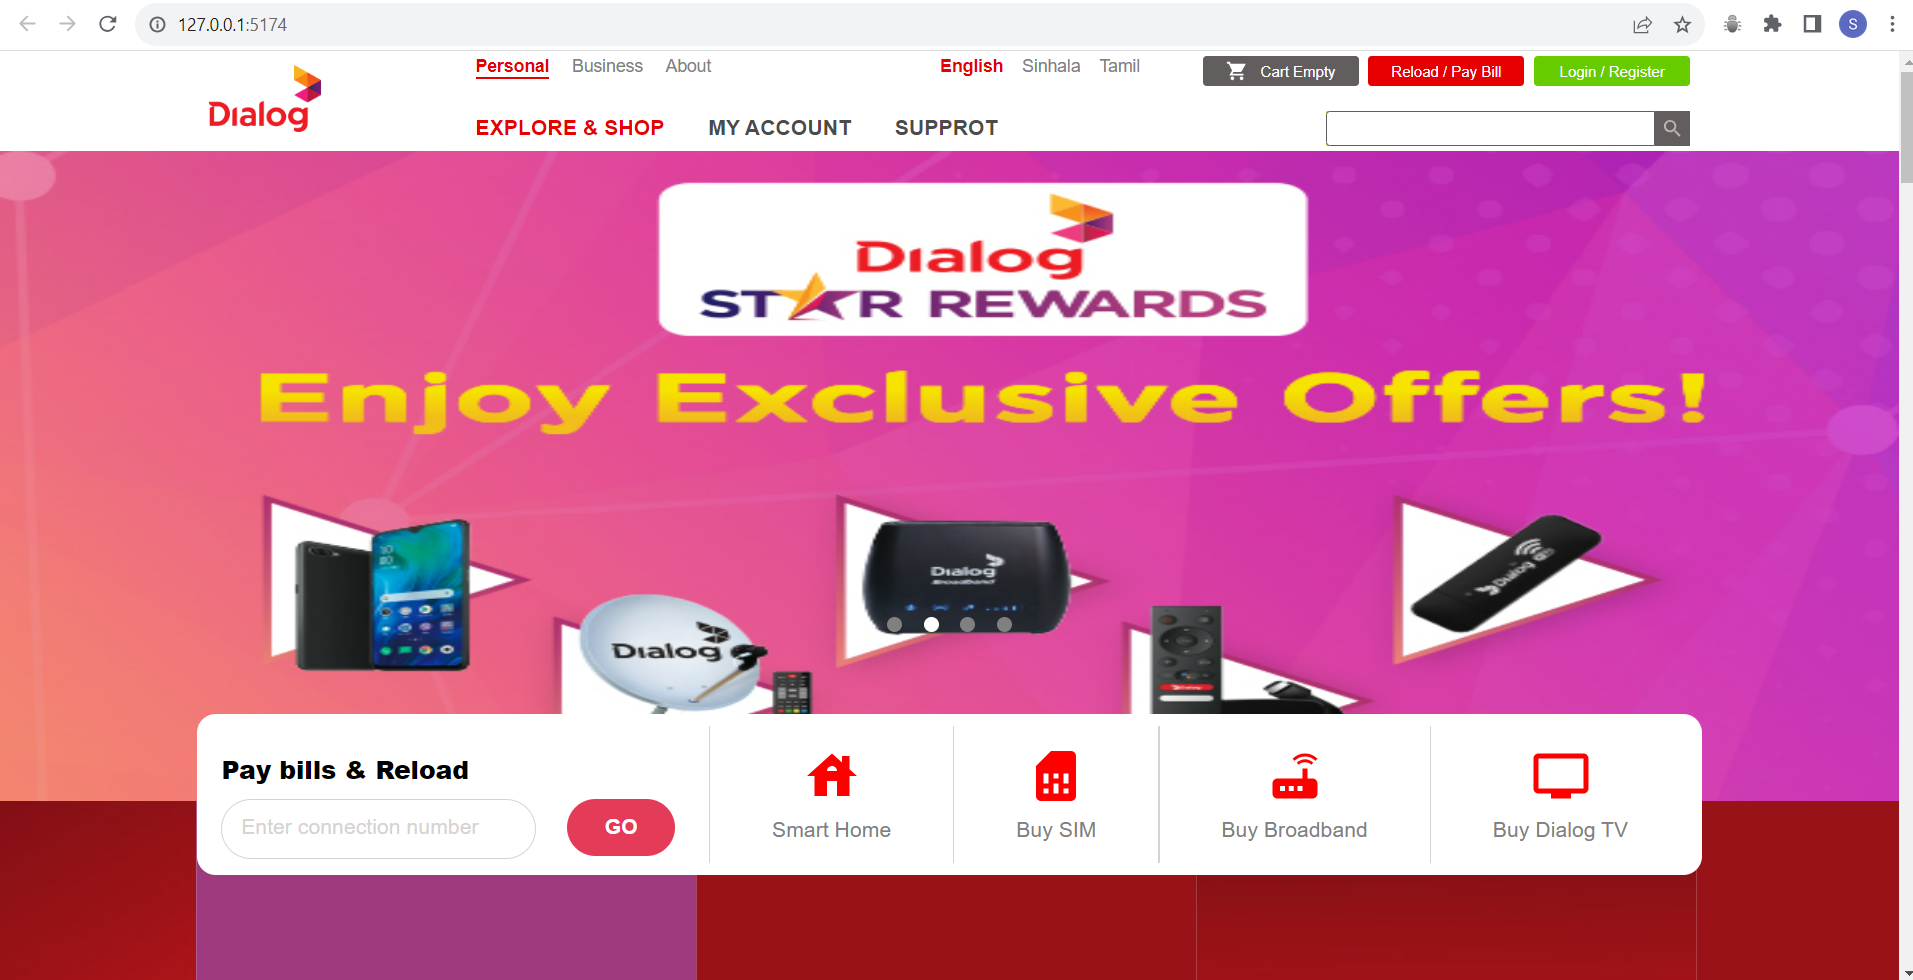 127.0.0.1:5174
S
Personal Business About English Sinhala Tamil Cart Empty Reload / Pay Bill Login / Register
Dialog
EXPLORE & SHOP MY ACCOUNT SUPPROT
Dialog
STAR REWARDS
Enjoy Exclusive Offers!
Dialog
Broadband
Dialog
Dialog
Pay bills & Reload
Enter connection number GO
Smart Home Buy SIM Buy Broadband Buy Dialog TV